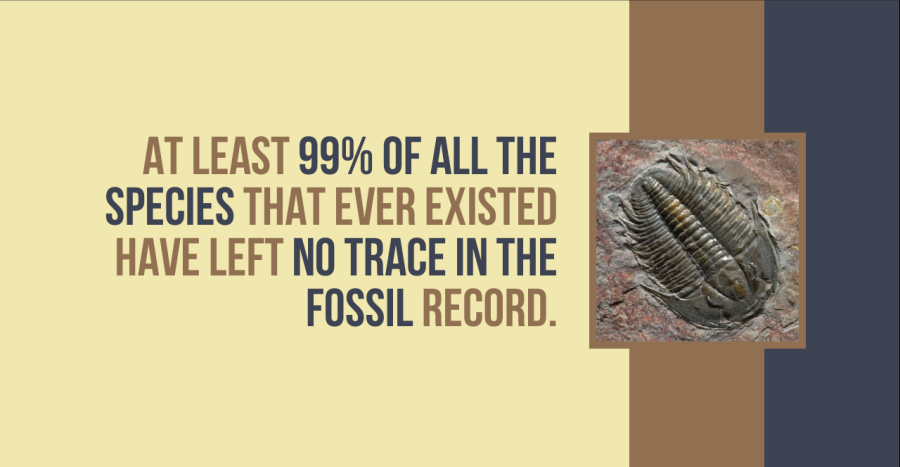 AT LEAST 99% OF ALL THE
SPECIES THAT EVER EXISTED
HAVE LEFT NO TRACE IN THE
FOSSIL RECORD.